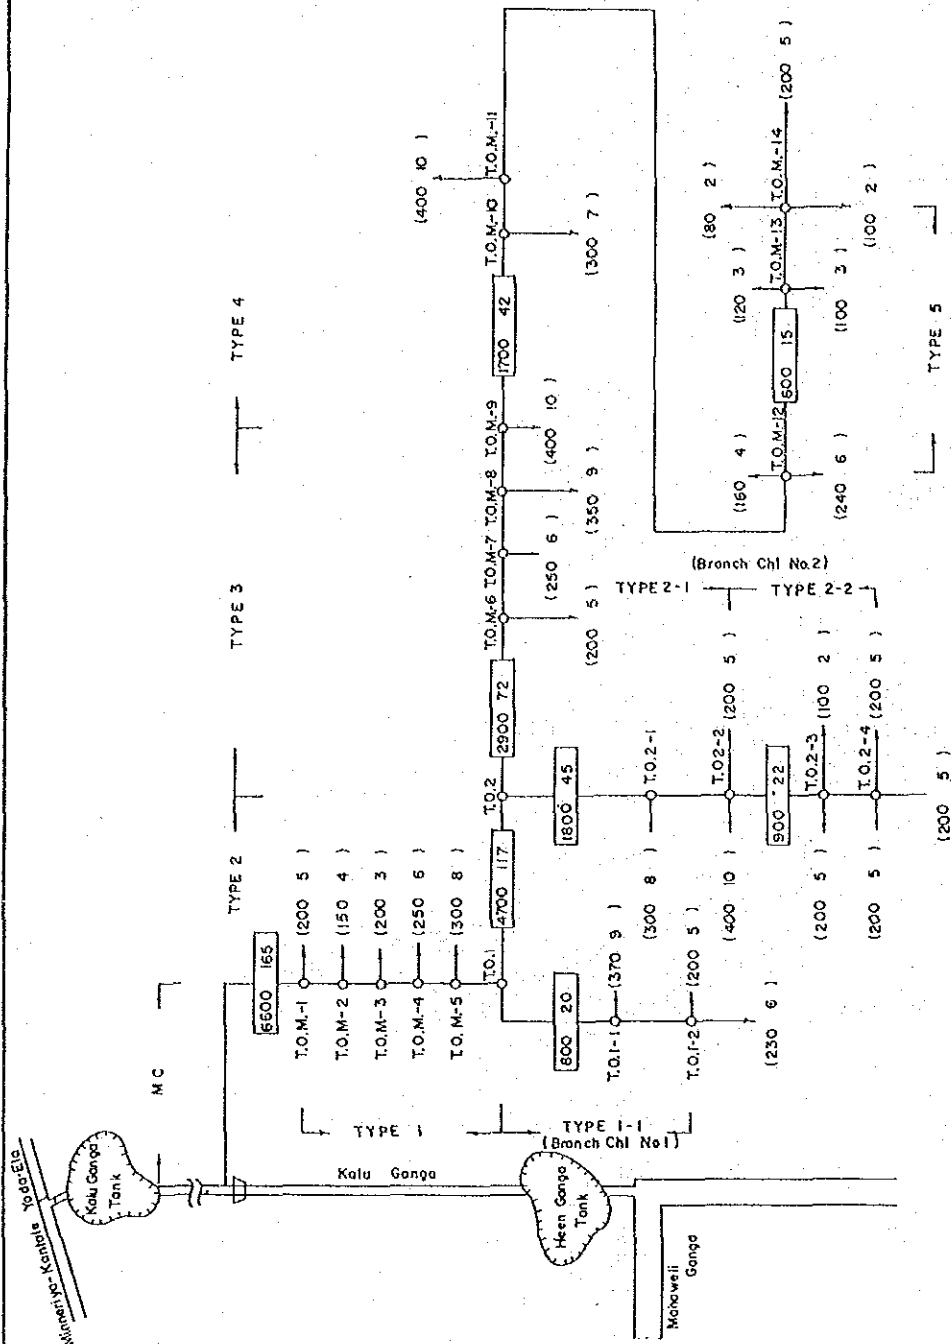 TYPE 4
TYPE 3
TYPE 2
MC
(400 10 )
T.O.M.-11
T.O.M.-10
(300 7 )
1700 42
T.O.M.-9
(400 10 )
T.O.M.-8
(350 9 )
T.O.M-7
(250 6 )
T.O.M-6
(200 5 )
2900 72
T.O.2
4700 117
T.O.1
6600 165
T.O.M.-1
(200 5 )
T.O.M-2
(150 4 )
T.O.M-3
(200 3 )
T.O.M-4
(250 6 )
T.O.M-5
(300 8 )
TYPE 1
TYPE 1-1
(Branch Chl No1)
800 20
T.O.1-1
(370 9 )
T.O.1-2
(200 5 )
(230 6 )
1800 45
T.O.2-1
(300 8 )
T.O2-2
(200 5 )
(400 10 )
900 22
T.O.2-3
(100 2 )
(200 5 )
T.O.2-4
(200 5 )
(200 5 )
(200 5 )
(Branch Chl No.2)
TYPE 2-1
TYPE 2-2
T.O.M-12
(160 4 )
(240 6 )
600 15
T.O.M-13
(120 3 )
(100 3 )
T.O.M.-14
(80 2 )
(100 2 )
(200 5 )
TYPE 5
Minneriya-Kantale Yoda-Ela
Kalu Ganga
Tank
Kalu Ganga
Heen Ganga
Tank
Mahaweli
Ganga